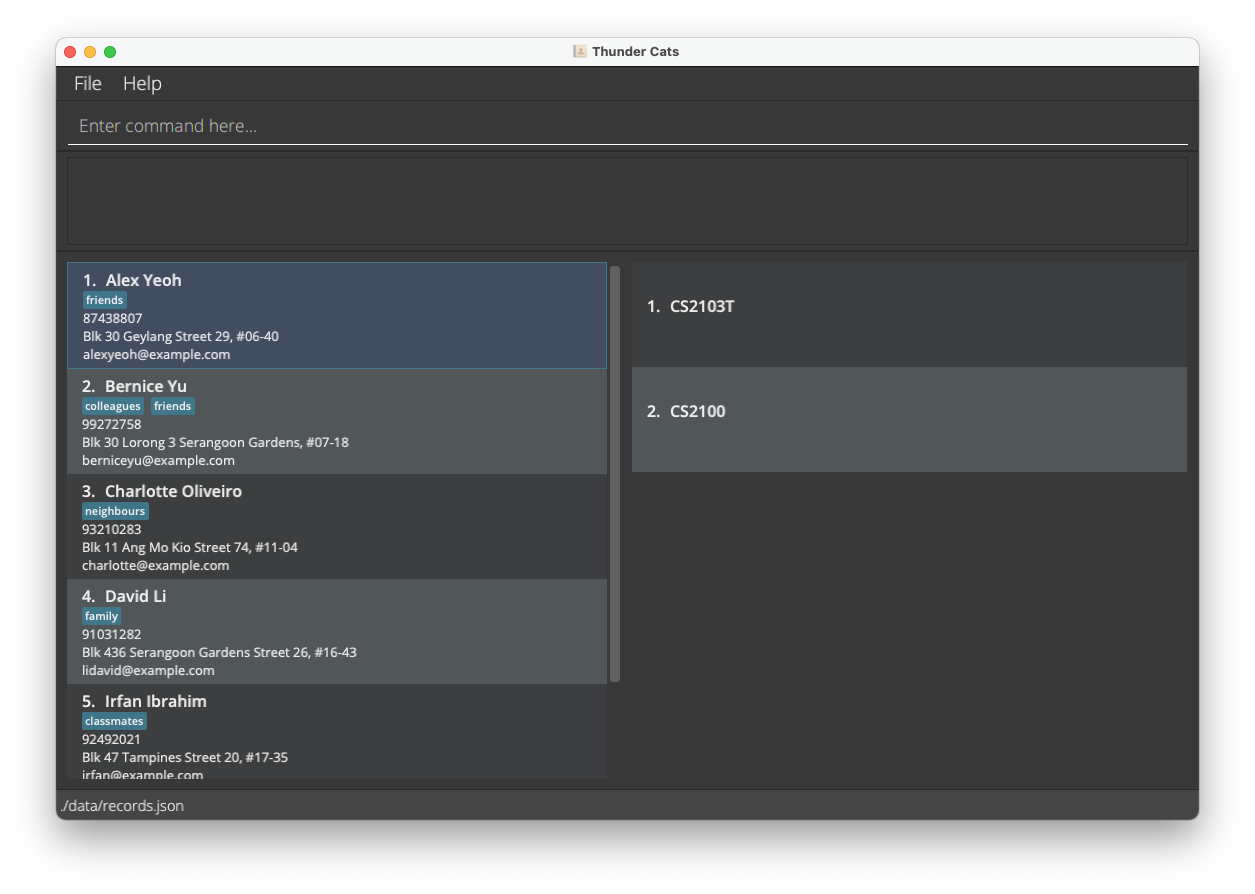 Thunder Cats
File Help
Enter command here...
1. Alex Yeoh
friends
87438807
Blk 30 Geylang Street 29, #06-40
alexyeoh@example.com
2. Bernice Yu
colleagues friends
99272758
Blk 30 Lorong 3 Serangoon Gardens, #07-18
berniceyu@example.com
3. Charlotte Oliveiro
neighbours
93210283
Blk 11 Ang Mo Kio Street 74, #11-04
charlotte@example.com
4. David Li
family
91031282
Blk 436 Serangoon Gardens Street 26, #16-43
lidavid@example.com
5. Irfan Ibrahim
classmates
92492021
Blk 47 Tampines Street 20, #17-35
irfan@example.com
1. CS2103T
2. CS2100
./data/records.json